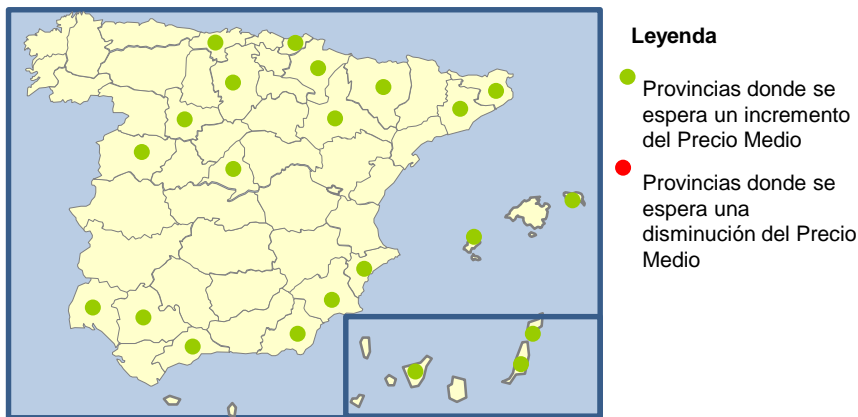 Leyenda
Provincias donde se
espera un incremento
del Precio Medio
Provincias donde se
espera una
disminución del Precio
Medio